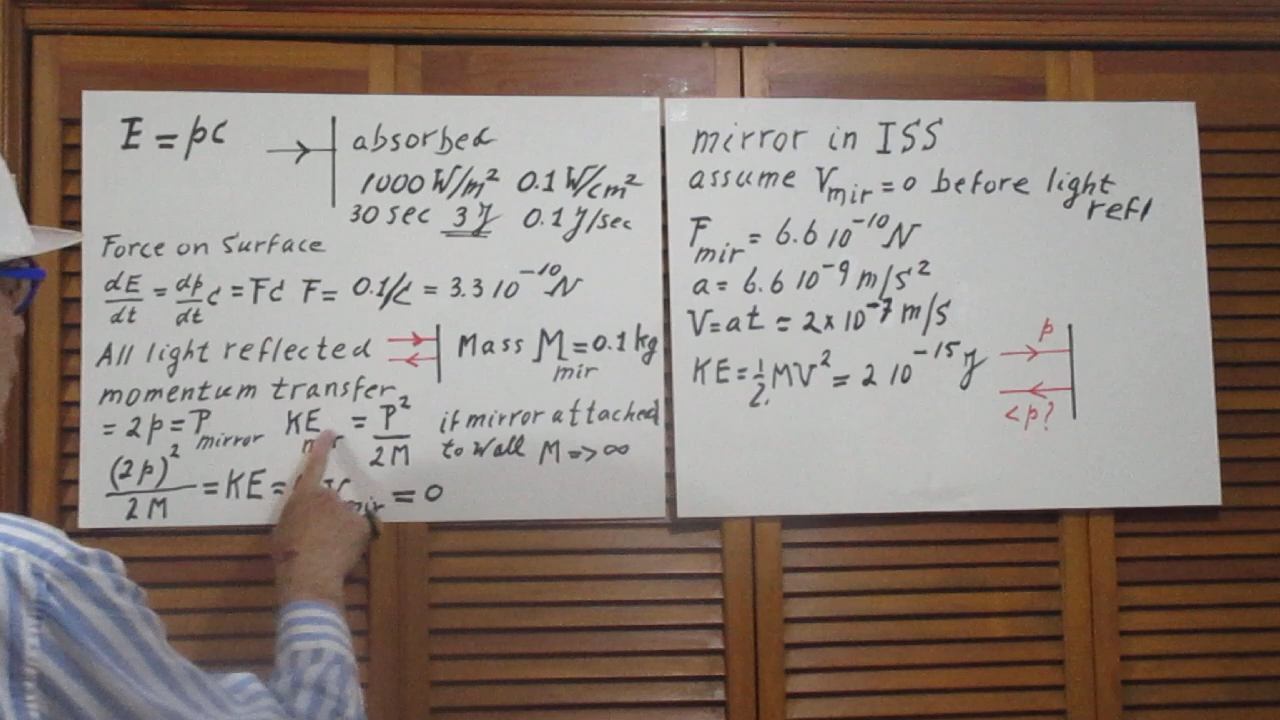 E = pc
absorbed
1000 W/m² 0.1 W/cm²
30 sec 3J 0.1J/sec
Force on Surface
dE/dt = dp/dt c = Fc F = 0.1/c = 3.3 10⁻¹⁰ N
All light reflected Mass M mir = 0.1 kg
momentum transfer
= 2p = P mirror KE = P²/2M if mirror attached
to wall M => ∞
(2p)²/2M = KE = mir = 0
mirror in ISS
assume V mir = 0 before light
refl
F mir = 6.6 10⁻¹⁰ N
a = 6.6 10⁻⁹ m/s²
V = at = 2 x 10⁻⁷ m/s
KE = ½ MV² = 2 10⁻¹⁵ J
p
<p?